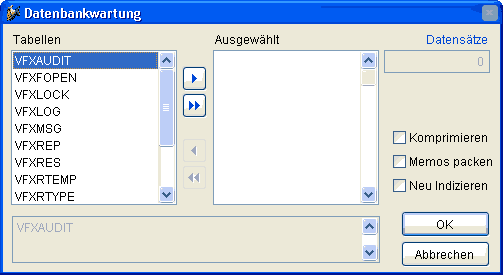 Datenbankwartung
Tabellen
Ausgewählt
Datensätze
VFXAUDIT
VFXFOPEN
VFXLOCK
VFXLOG
VFXMSG
VFXREP
VFXRES
VFXRTEMP
VFXRTYPE
0
Komprimieren
Memos packen
Neu Indizieren
VFXAUDIT
OK
Abbrechen